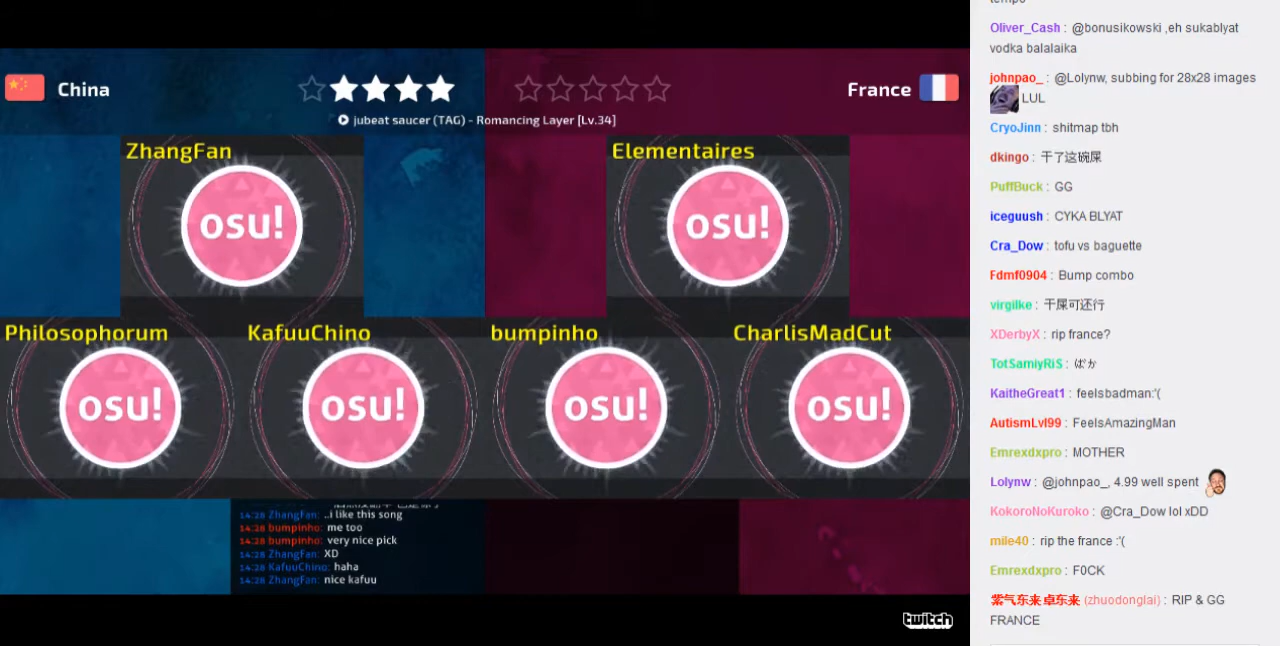 China
France
jubeat saucer (TAG) - Romancing Layer [Lv.34]
ZhangFan
Elementaires
osu!
osu!
Philosophorum
KafuuChino
bumpinho
CharlisMadCut
osu!
osu!
osu!
osu!
14:28 ZhangFan: ..i like this song
14:28 bumpinho: me too
14:28 bumpinho: very nice pick
14:28 ZhangFan: XD
14:28 KafuuChino: haha
14:28 ZhangFan: nice kafuu
twitch
tempo
Oliver_Cash : @bonusikowski ,eh sukablyat
vodka balalaika
johnpao_ : @Lolynw, subbing for 28x28 images
LUL
CryoJinn : shitmap tbh
dkingo : 干了这碗屎
PuffBuck : GG
iceguush : CYKA BLYAT
Cra_Dow : tofu vs baguette
Fdmf0904 : Bump combo
virgilke : 干屎可还行
XDerbyX : rip france?
TotSamiyRiS : ばか
KaitheGreat1 : feelsbadman:'(
AutismLvl99 : FeelsAmazingMan
Emrexdxpro : MOTHER
Lolynw : @johnpao_, 4.99 well spent
KokoroNoKuroko : @Cra_Dow lol xDD
mile40 : rip the france :'(
Emrexdxpro : F0CK
紫气东来卓东来 (zhuodonglai) : RIP & GG
FRANCE